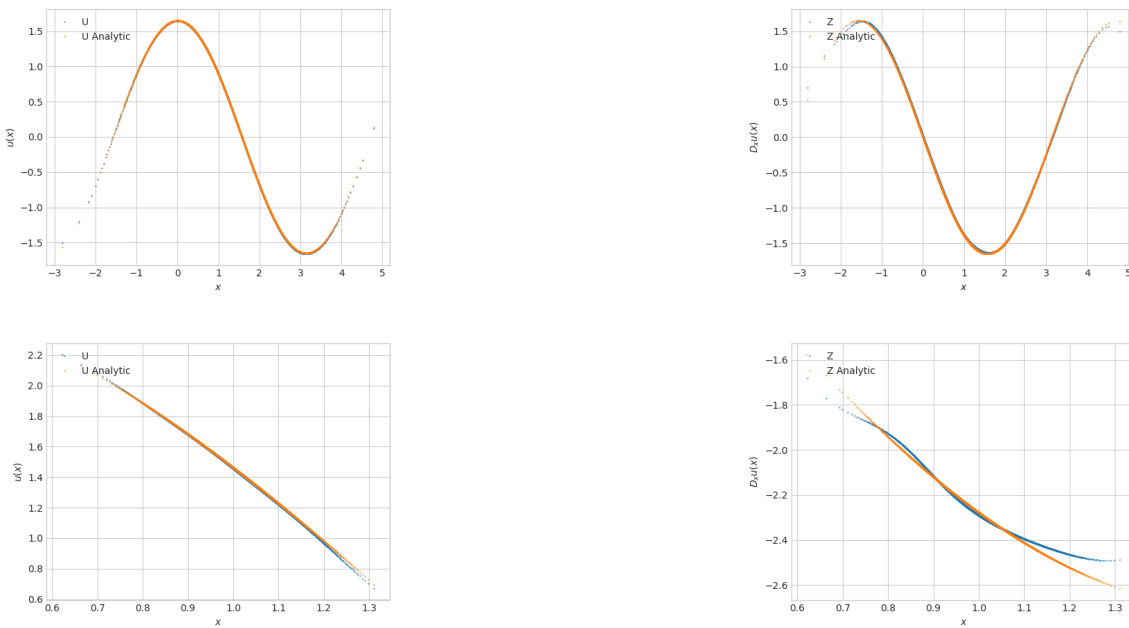 1.5
1.0
0.5
0.0
−0.5
−1.0
−1.5
u(x)
U
U Analytic
−3 −2 −1 0 1 2 3 4 5
x
1.5
1.0
0.5
0.0
−0.5
−1.0
−1.5
Dₓu(x)
Z
Z Analytic
−3 −2 −1 0 1 2 3 4 5
x
2.2
2.0
1.8
1.6
1.4
1.2
1.0
0.8
0.6
u(x)
U
U Analytic
0.6 0.7 0.8 0.9 1.0 1.1 1.2 1.3
x
−1.6
−1.8
−2.0
−2.2
−2.4
−2.6
Dₓu(x)
Z
Z Analytic
0.6 0.7 0.8 0.9 1.0 1.1 1.2 1.3
x